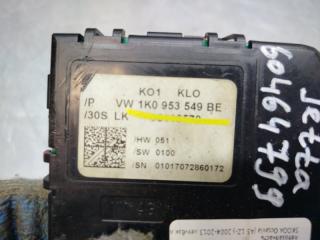 KO1 KLO
/P VW 1K0 953 549 BE
/30S LK
/HW 051
/SW 0100
/SN 01017072860172
Jetta
60464799